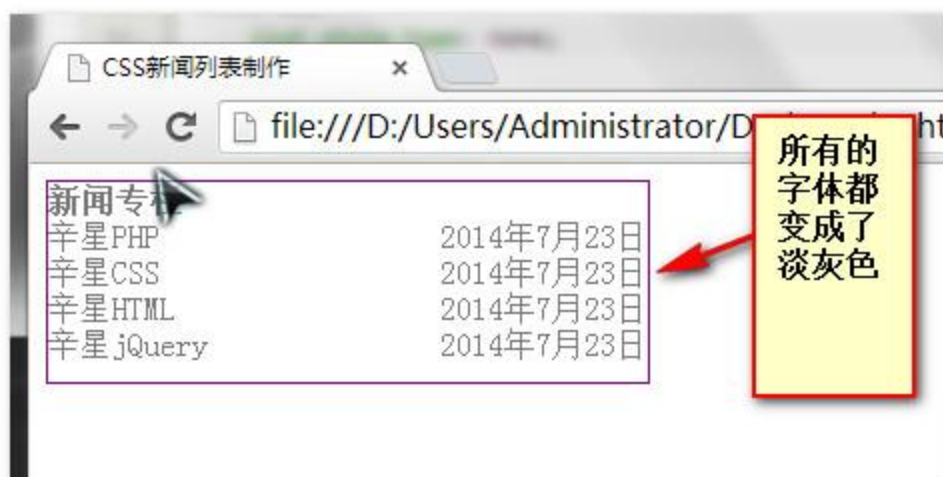 CSS新闻列表制作
file:///D:/Users/Administrator/D
新闻专
辛星PHP 2014年7月23日
辛星CSS 2014年7月23日
辛星HTML 2014年7月23日
辛星jQuery 2014年7月23日
所有的
字体都
变成了
淡灰色